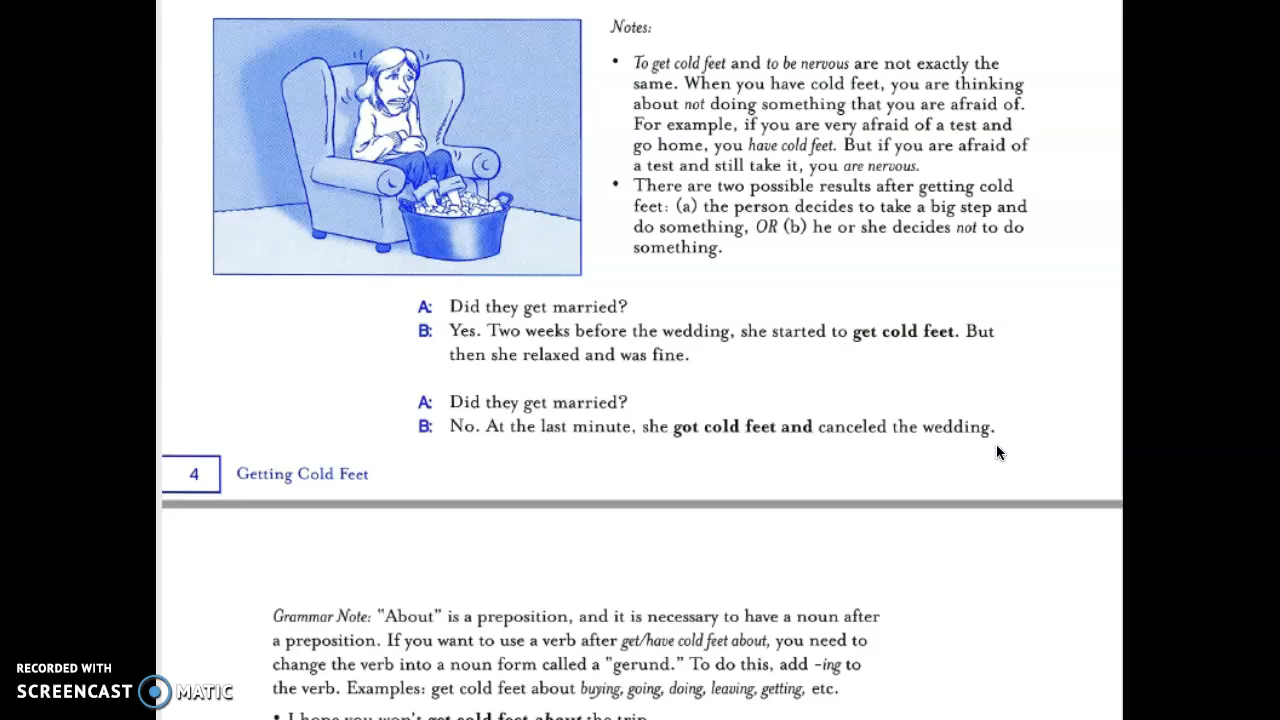 Notes:
• To get cold feet and to be nervous are not exactly the
same. When you have cold feet, you are thinking
about not doing something that you are afraid of.
For example, if you are very afraid of a test and
go home, you have cold feet. But if you are afraid of
a test and still take it, you are nervous.
• There are two possible results after getting cold
feet: (a) the person decides to take a big step and
do something, OR (b) he or she decides not to do
something.
A: Did they get married?
B: Yes. Two weeks before the wedding, she started to get cold feet. But
then she relaxed and was fine.
A: Did they get married?
B: No. At the last minute, she got cold feet and canceled the wedding.
4 Getting Cold Feet
Grammar Note: "About" is a preposition, and it is necessary to have a noun after
a preposition. If you want to use a verb after get/have cold feet about, you need to
change the verb into a noun form called a "gerund." To do this, add -ing to
the verb. Examples: get cold feet about buying, going, doing, leaving, getting, etc.
• I hope you won't get cold feet about the trip.
RECORDED WITH
SCREENCAST MATIC